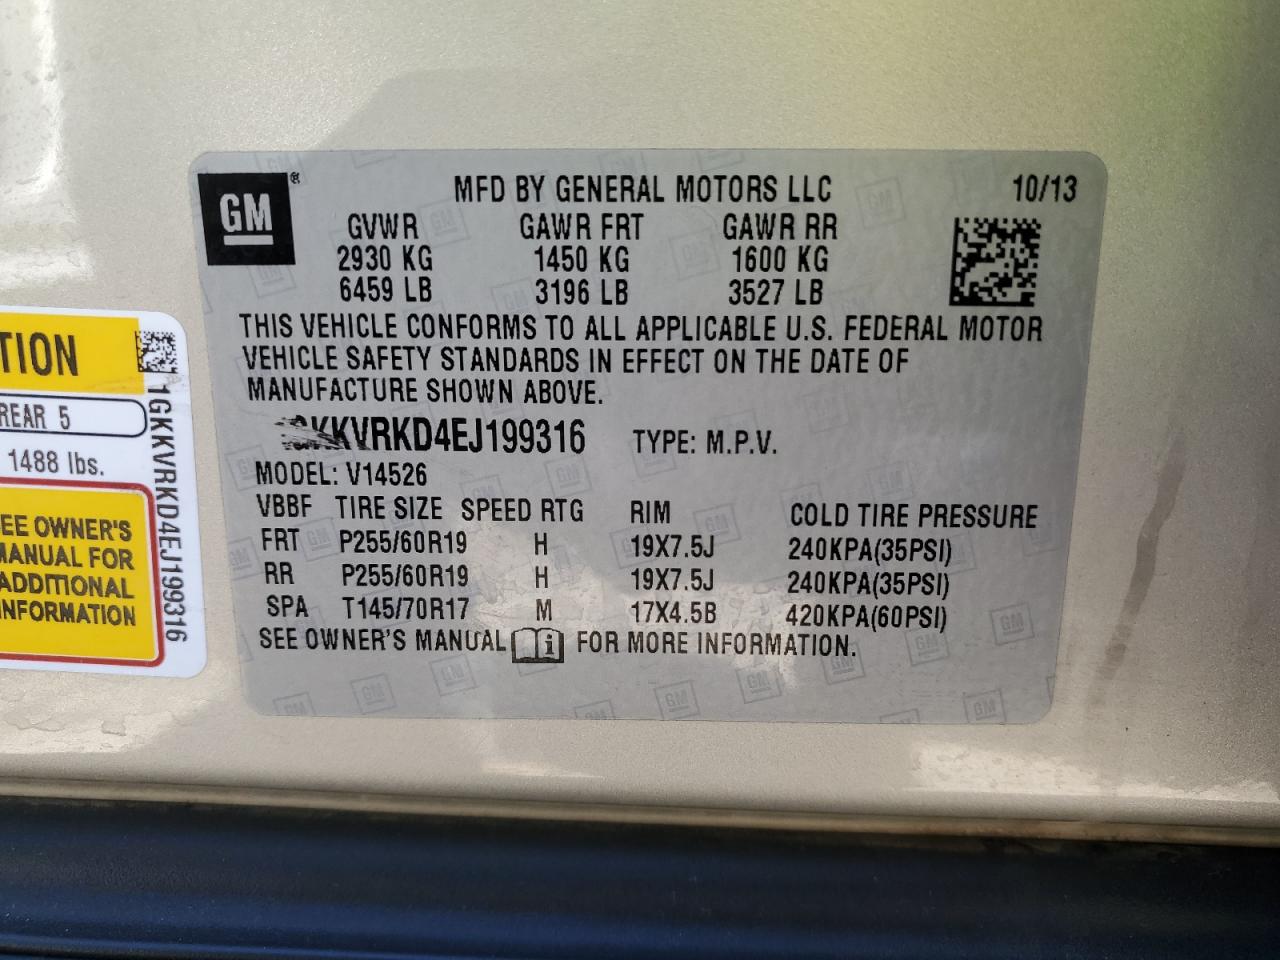 GM®
MFD BY GENERAL MOTORS LLC 10/13
GVWR GAWR FRT GAWR RR
2930 KG 1450 KG 1600 KG
6459 LB 3196 LB 3527 LB
THIS VEHICLE CONFORMS TO ALL APPLICABLE U.S. FEDERAL MOTOR
VEHICLE SAFETY STANDARDS IN EFFECT ON THE DATE OF
MANUFACTURE SHOWN ABOVE.
GKKVRKD4EJ199316 TYPE: M.P.V.
MODEL: V14526
VBBF TIRE SIZE SPEED RTG RIM COLD TIRE PRESSURE
FRT P255/60R19 H 19X7.5J 240KPA(35PSI)
RR P255/60R19 H 19X7.5J 240KPA(35PSI)
SPA T145/70R17 M 17X4.5B 420KPA(60PSI)
SEE OWNER'S MANUAL i FOR MORE INFORMATION.
TION
REAR 5
1488 lbs.
EE OWNER'S
MANUAL FOR
ADDITIONAL
NFORMATION
1GKKVRKD4EJ199316